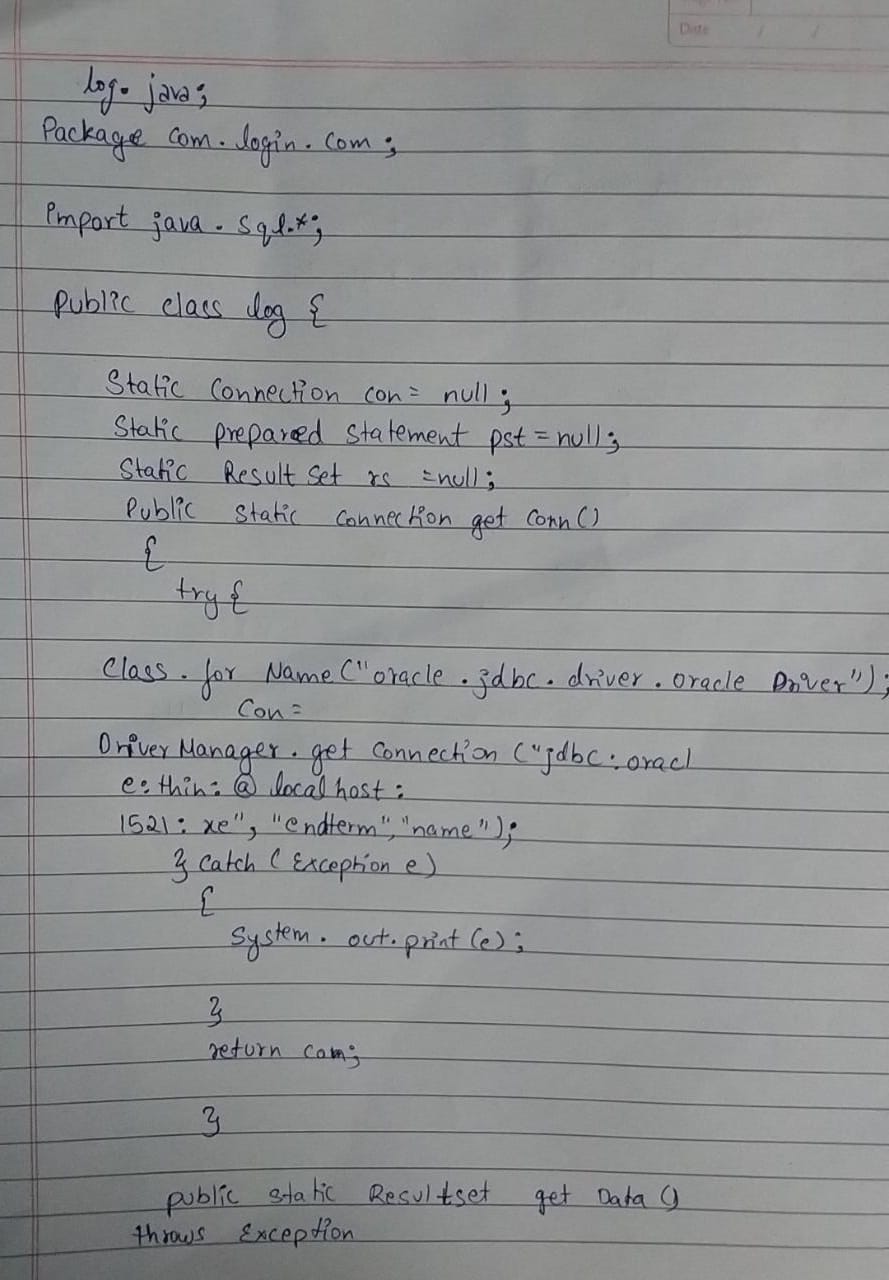 Date / /
log. java;
Package com. login. com;
Import java. sql.*;
Public class log {
Static Connection con = null;
Static prepared statement pst = null;
Static Result Set rs = null;
Public Static Connection get Conn ()
{
try {
Class. for Name ("oracle. jdbc. driver. oracle Driver");
Con =
Driver Manager. get Connection ("jdbc: oracl
e: thin: @ local host:
1521: xe", "endterm", "name");
} Catch ( Exception e)
{
System. out. print (e);
}
return com;
}
public static Resultset get Data ()
throws Exception